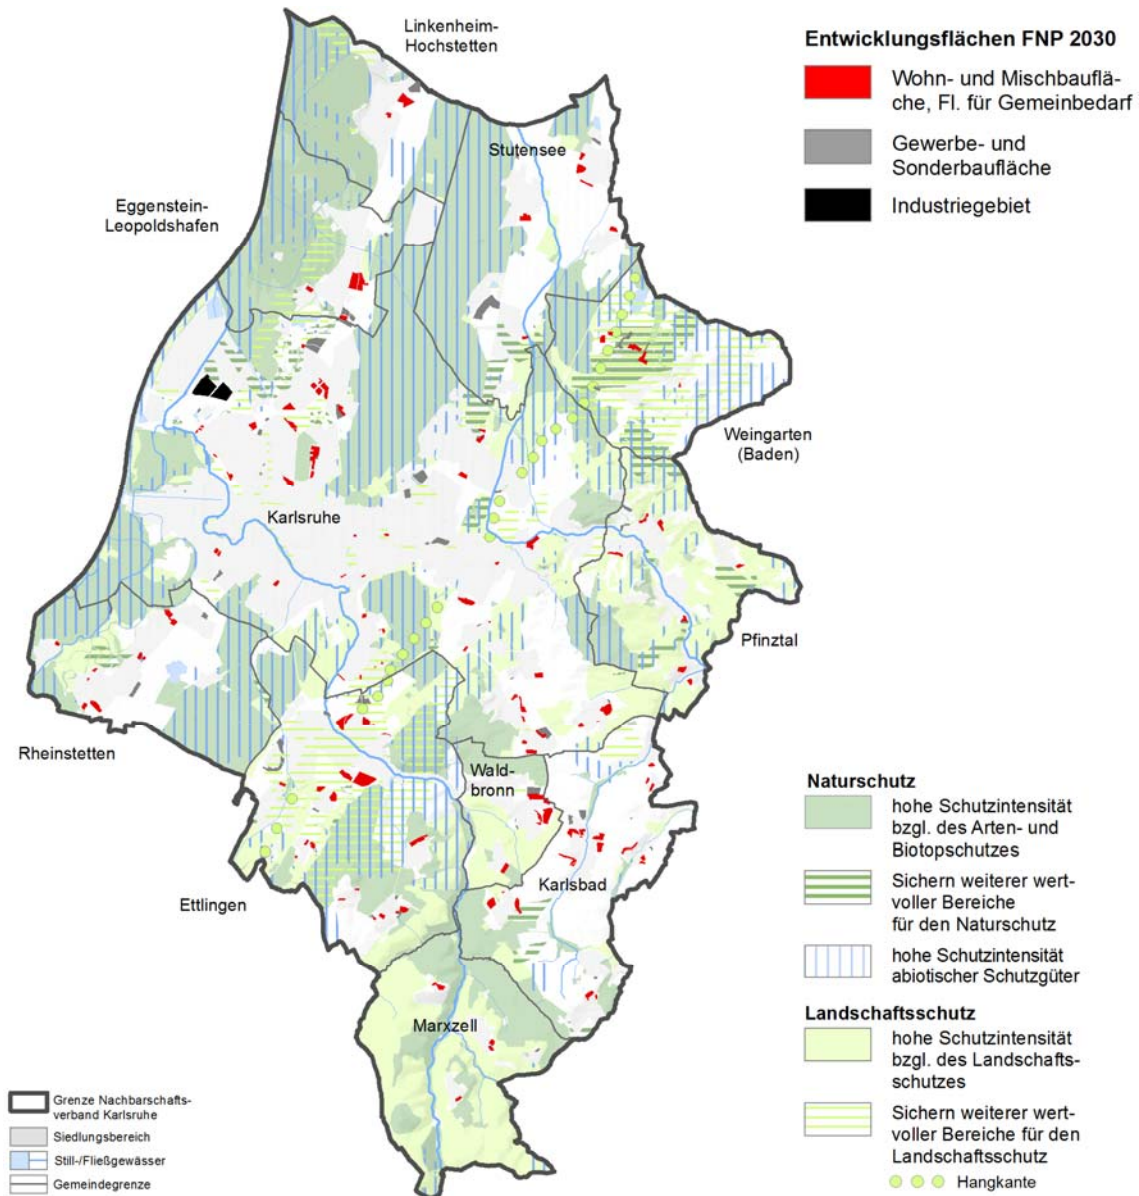 Linkenheim-
Hochstetten
Stutensee
Eggenstein-
Leopoldshafen
Weingarten
(Baden)
Karlsruhe
Pfinztal
Rheinstetten
Wald-
bronn
Ettlingen
Karlsbad
Marxzell
Entwicklungsflächen FNP 2030
Wohn- und Mischbauflä-
che, Fl. für Gemeinbedarf
Gewerbe- und
Sonderbaufläche
Industriegebiet
Naturschutz
hohe Schutzintensität
bzgl. des Arten- und
Biotopschutzes
Sichern weiterer wert-
voller Bereiche
für den Naturschutz
hohe Schutzintensität
abiotischer Schutzgüter
Landschaftsschutz
hohe Schutzintensität
bzgl. des Landschafts-
schutzes
Sichern weiterer wert-
voller Bereiche für den
Landschaftsschutz
Hangkante
Grenze Nachbarschafts-
verband Karlsruhe
Siedlungsbereich
Still-/Fließgewässer
Gemeindegrenze